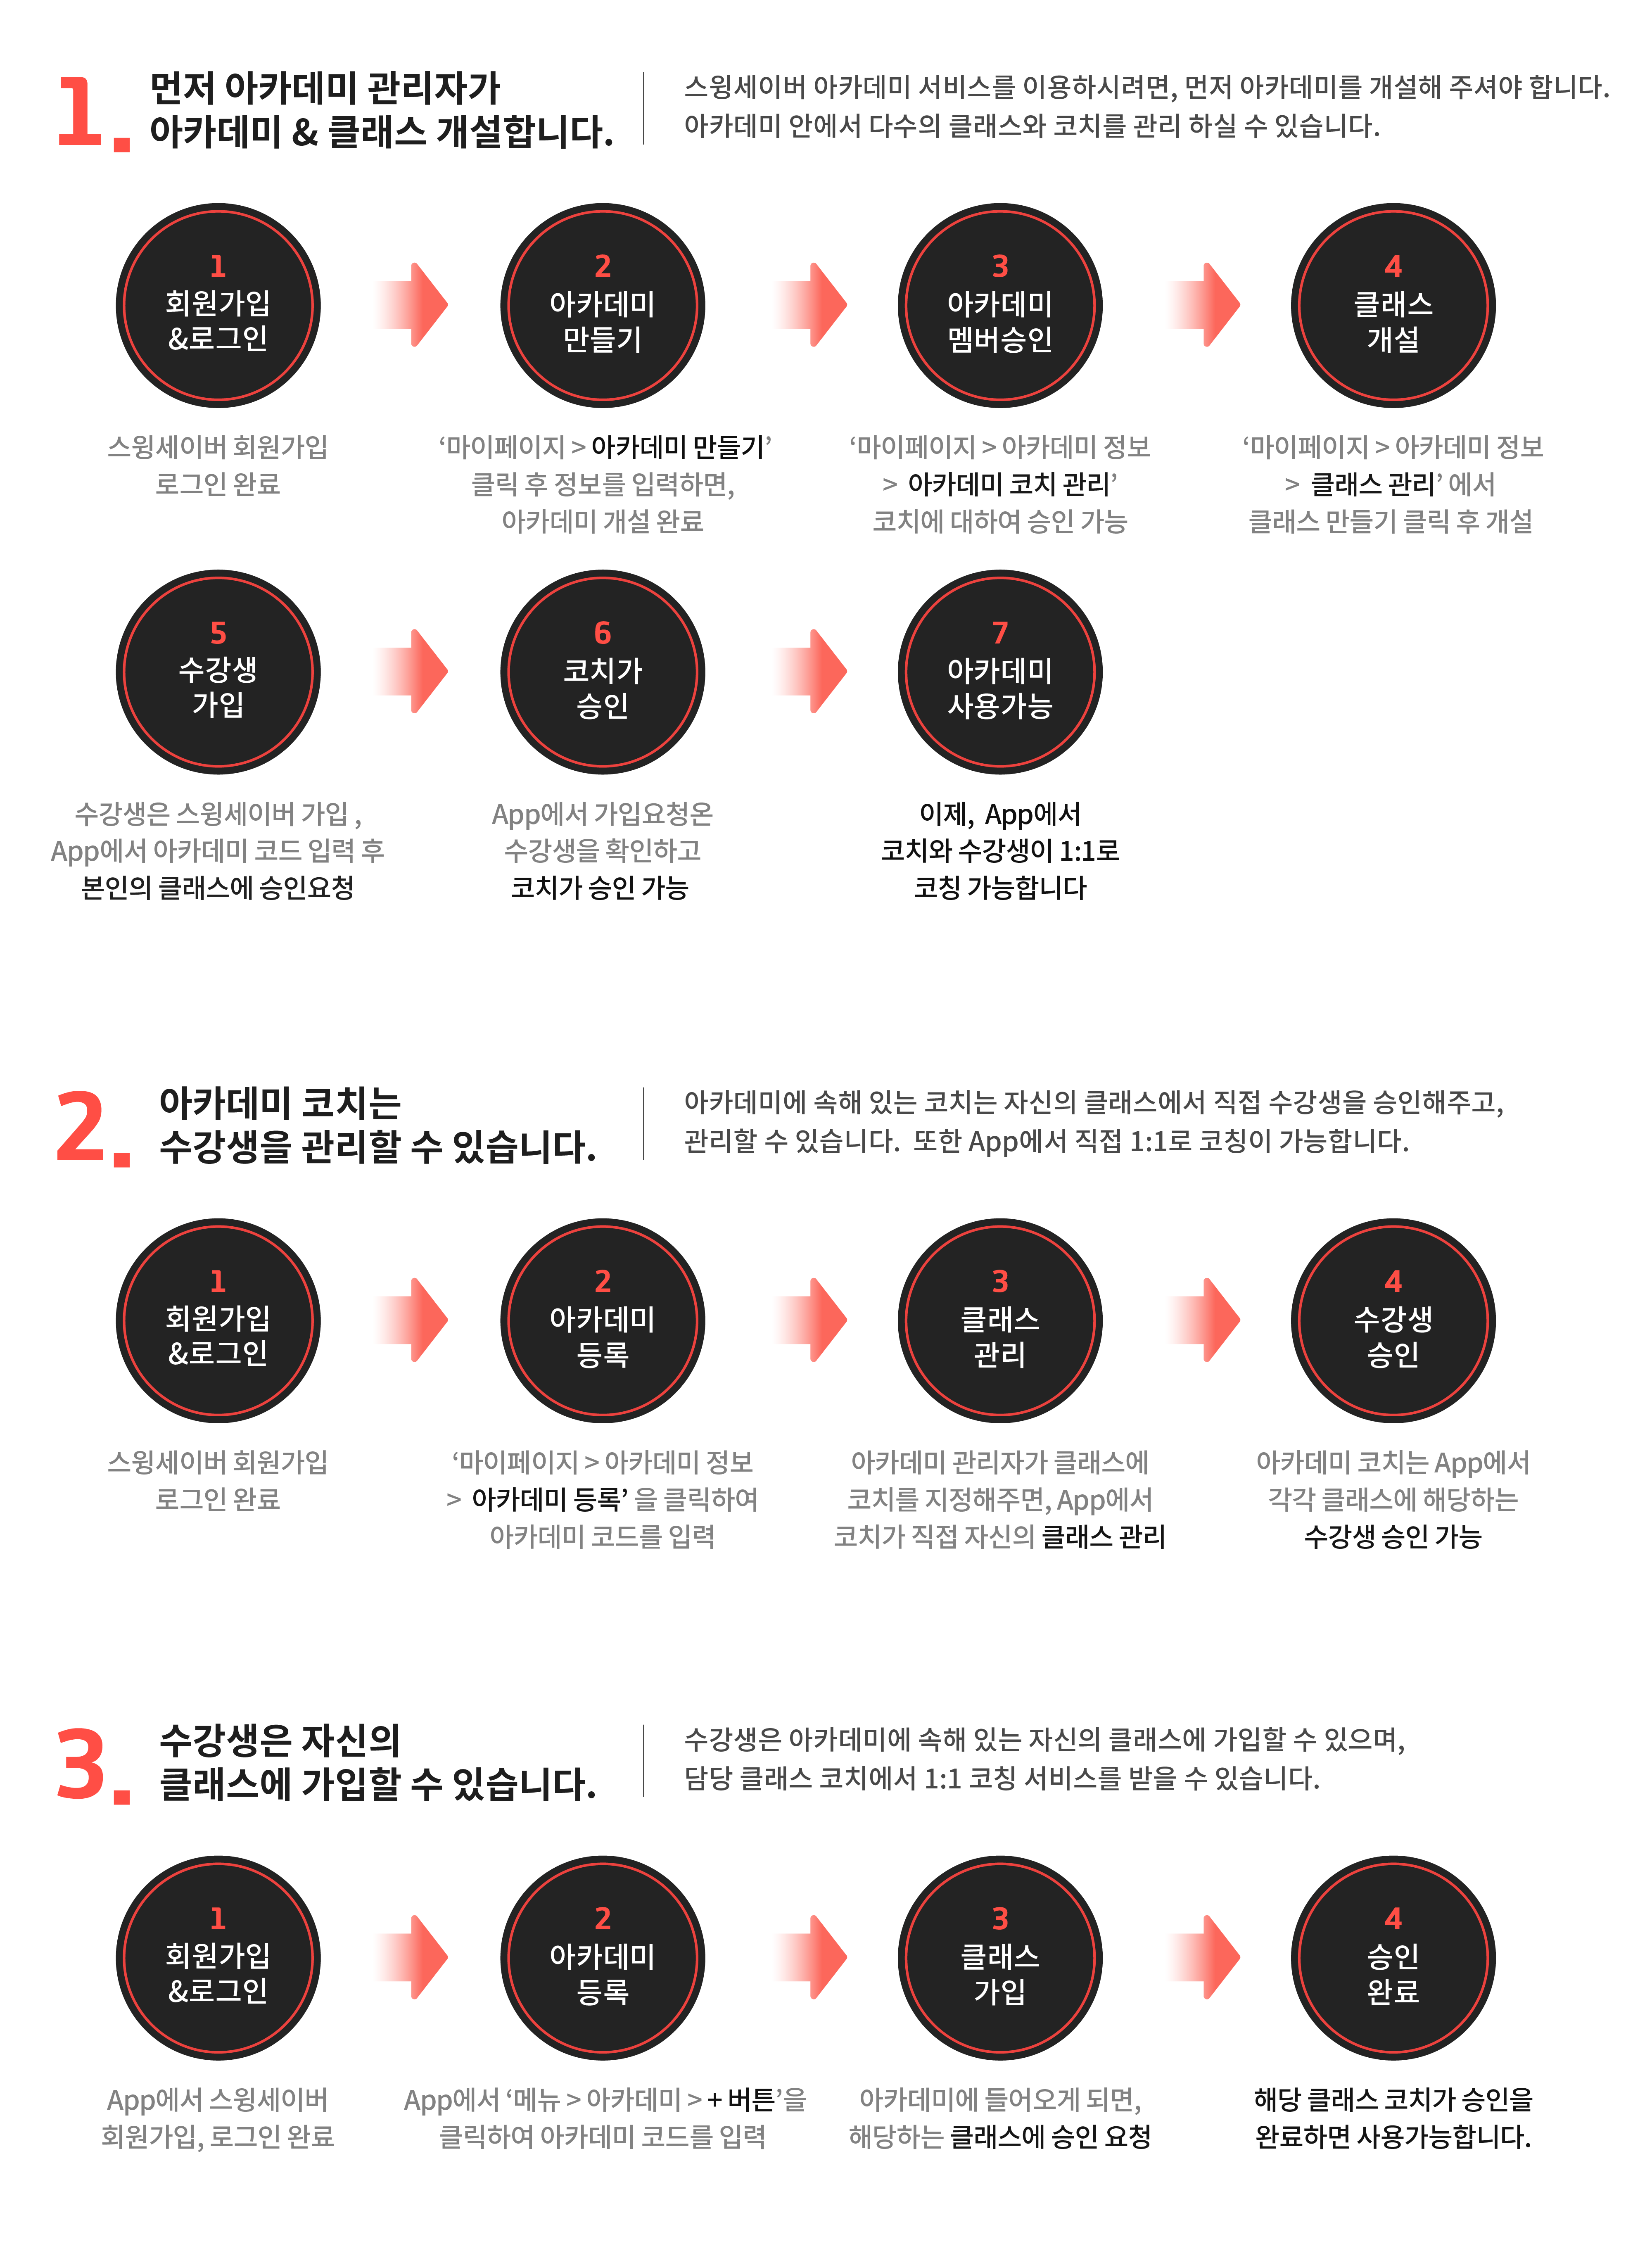 1.
먼저 아카데미 관리자가
아카데미 & 클래스 개설합니다.
스윙세이버 아카데미 서비스를 이용하시려면, 먼저 아카데미를 개설해 주셔야 합니다.
아카데미 안에서 다수의 클래스와 코치를 관리 하실 수 있습니다.
1
회원가입
&로그인
스윙세이버 회원가입
로그인 완료
2
아카데미
만들기
‘마이페이지 > 아카데미 만들기’
클릭 후 정보를 입력하면,
아카데미 개설 완료
3
아카데미
멤버승인
‘마이페이지 > 아카데미 정보
> 아카데미 코치 관리’
코치에 대하여 승인 가능
4
클래스
개설
‘마이페이지 > 아카데미 정보
> 클래스 관리’ 에서
클래스 만들기 클릭 후 개설
5
수강생
가입
수강생은 스윙세이버 가입 ,
App에서 아카데미 코드 입력 후
본인의 클래스에 승인요청
6
코치가
승인
App에서 가입요청온
수강생을 확인하고
코치가 승인 가능
7
아카데미
사용가능
이제, App에서
코치와 수강생이 1:1로
코칭 가능합니다
2.
아카데미 코치는
수강생을 관리할 수 있습니다.
아카데미에 속해 있는 코치는 자신의 클래스에서 직접 수강생을 승인해주고,
관리할 수 있습니다. 또한 App에서 직접 1:1로 코칭이 가능합니다.
1
회원가입
&로그인
스윙세이버 회원가입
로그인 완료
2
아카데미
등록
‘마이페이지 > 아카데미 정보
> 아카데미 등록’ 을 클릭하여
아카데미 코드를 입력
3
클래스
관리
아카데미 관리자가 클래스에
코치를 지정해주면, App에서
코치가 직접 자신의 클래스 관리
4
수강생
승인
아카데미 코치는 App에서
각각 클래스에 해당하는
수강생 승인 가능
3.
수강생은 자신의
클래스에 가입할 수 있습니다.
수강생은 아카데미에 속해 있는 자신의 클래스에 가입할 수 있으며,
담당 클래스 코치에서 1:1 코칭 서비스를 받을 수 있습니다.
1
회원가입
&로그인
App에서 스윙세이버
회원가입, 로그인 완료
2
아카데미
등록
App에서 ‘메뉴 > 아카데미 > + 버튼’을
클릭하여 아카데미 코드를 입력
3
클래스
가입
아카데미에 들어오게 되면,
해당하는 클래스에 승인 요청
4
승인
완료
해당 클래스 코치가 승인을
완료하면 사용가능합니다.